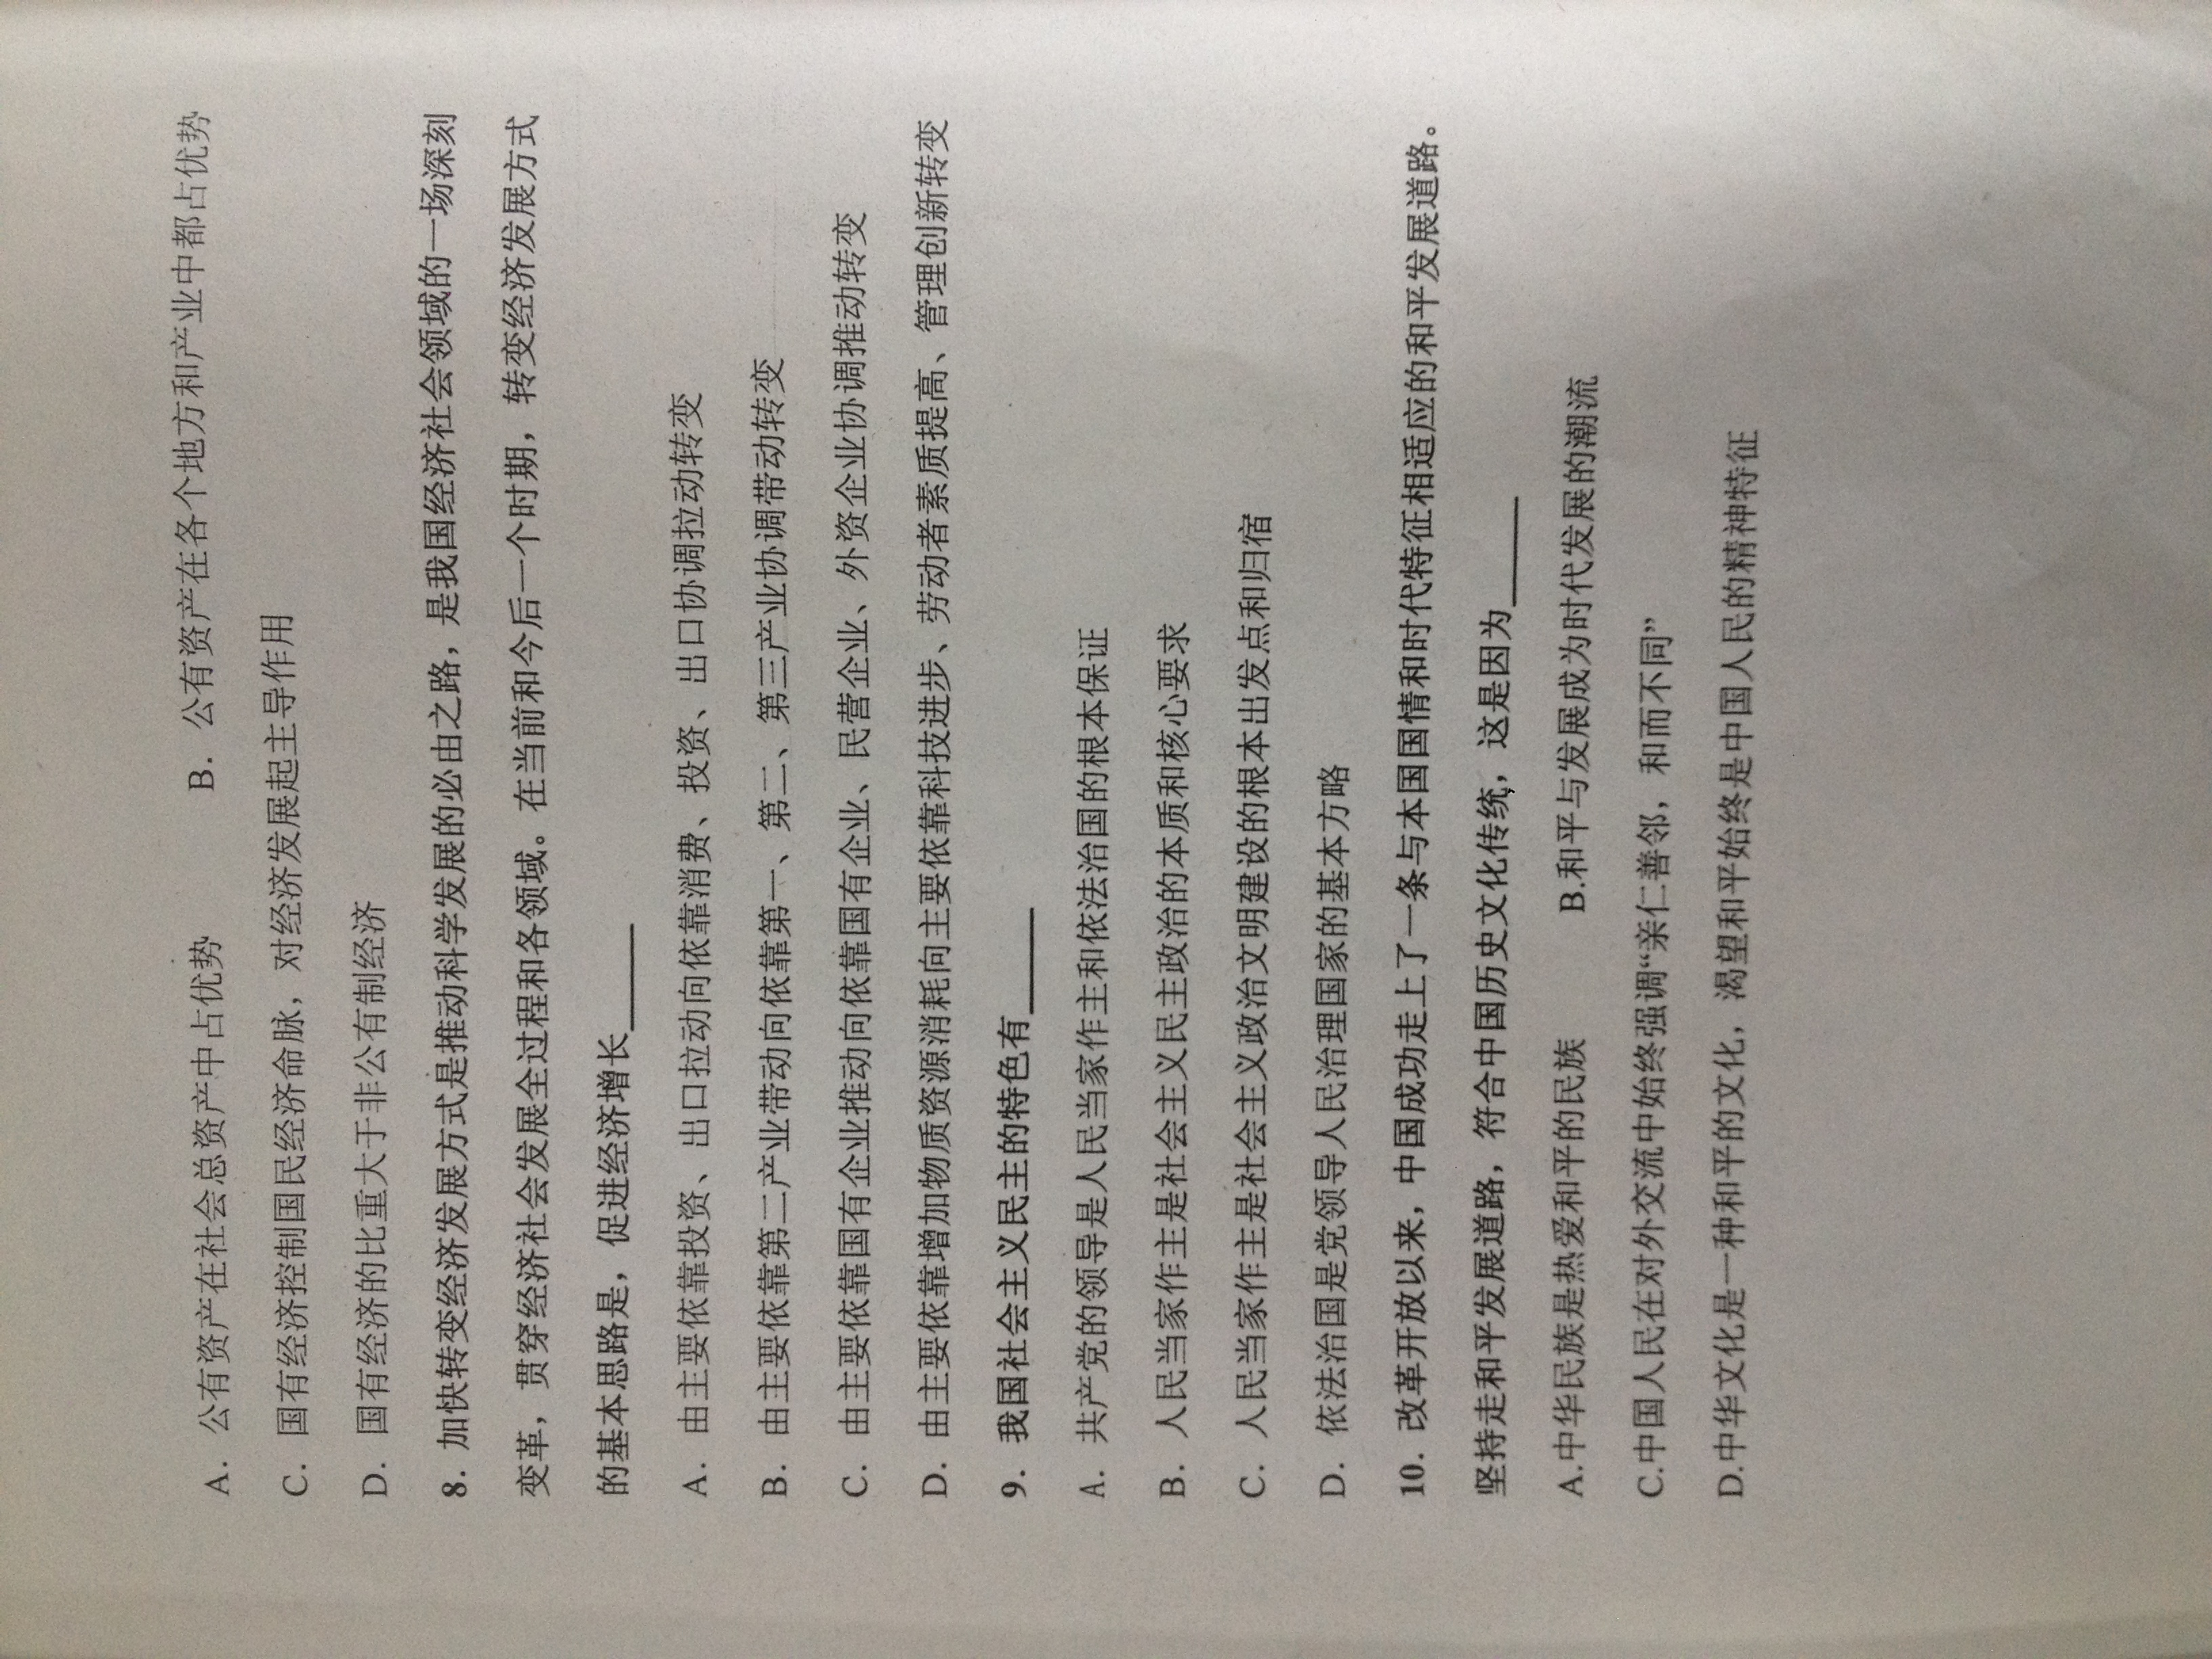 A．公有资产在社会总资产中占优势 B．公有资产在各个地方和产业中都占优势
C．国有经济控制国民经济命脉，对经济发展起主导作用
D．国有经济的比重大于非公有制经济
8．加快转变经济发展方式是推动科学发展的必由之路，是我国经济社会领域的一场深刻
变革，贯穿经济社会发展全过程和各领域。在当前和今后一个时期，转变经济发展方式
的基本思路是，促进经济增长______
A．由主要依靠投资、出口拉动向依靠消费、投资、出口协调拉动转变
B．由主要依靠第二产业带动向依靠第一、第二、第三产业协调带动转变
C．由主要依靠国有企业推动向依靠国有企业、民营企业、外资企业协调推动转变
D．由主要依靠增加物质资源消耗向主要依靠科技进步、劳动者素质提高、管理创新转变
9．我国社会主义民主的特色有______
A．共产党的领导是人民当家作主和依法治国的根本保证
B．人民当家作主是社会主义民主政治的本质和核心要求
C．人民当家作主是社会主义政治文明建设的根本出发点和归宿
D．依法治国是党领导人民治理国家的基本方略
10．改革开放以来，中国成功走上了一条与本国国情和时代特征相适应的和平发展道路。
坚持走和平发展道路，符合中国历史文化传统，这是因为______
A.中华民族是热爱和平的民族 B.和平与发展成为时代发展的潮流
C.中国人民在对外交流中始终强调“亲仁善邻，和而不同”
D.中华文化是一种和平的文化，渴望和平始终是中国人民的精神特征